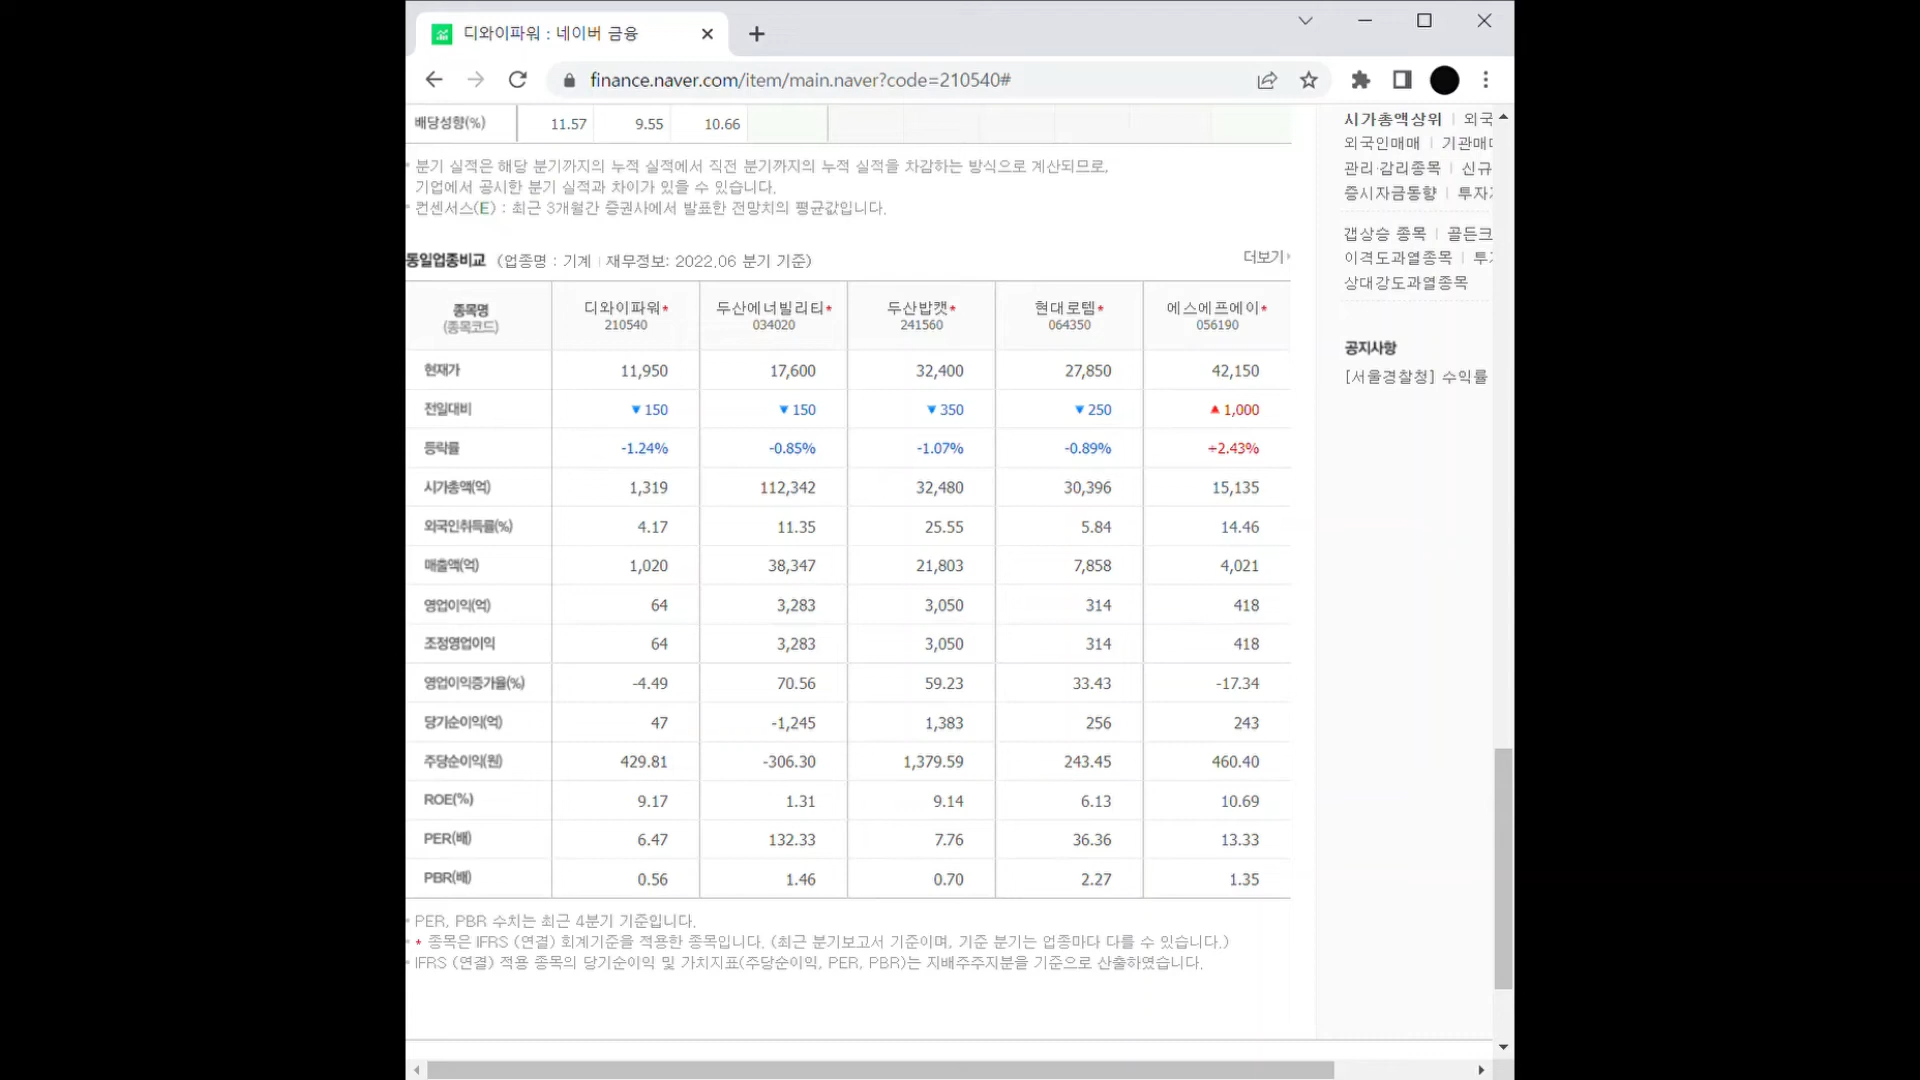 디와이파워 : 네이버 금융
finance.naver.com/item/main.naver?code=210540#
배당성향(%) 11.57 9.55 10.66
분기 실적은 해당 분기까지의 누적 실적에서 직전 분기까지의 누적 실적을 차감하는 방식으로 계산되므로,
기업에서 공시한 분기 실적과 차이가 있을 수 있습니다.
컨센서스(E) : 최근 3개월간 증권사에서 발표한 전망치의 평균값입니다.
동일업종비교 (업종명 : 기계 | 재무정보: 2022.06 분기 기준) 더보기
종목명 디와이파워* 두산에너빌리티* 두산밥캣* 현대로템* 에스에프에이*
(종목코드) 210540 034020 241560 064350 056190
현재가 11,950 17,600 32,400 27,850 42,150
전일대비 ▼150 ▼150 ▼350 ▼250 ▲1,000
등락률 -1.24% -0.85% -1.07% -0.89% +2.43%
시가총액(억) 1,319 112,342 32,480 30,396 15,135
외국인취득률(%) 4.17 11.35 25.55 5.84 14.46
매출액(억) 1,020 38,347 21,803 7,858 4,021
영업이익(억) 64 3,283 3,050 314 418
조정영업이익 64 3,283 3,050 314 418
영업이익증가율(%) -4.49 70.56 59.23 33.43 -17.34
당기순이익(억) 47 -1,245 1,383 256 243
주당순이익(원) 429.81 -306.30 1,379.59 243.45 460.40
ROE(%) 9.17 1.31 9.14 6.13 10.69
PER(배) 6.47 132.33 7.76 36.36 13.33
PBR(배) 0.56 1.46 0.70 2.27 1.35
PER, PBR 수치는 최근 4분기 기준입니다.
* 종목은 IFRS (연결) 회계기준을 적용한 종목입니다. (최근 분기보고서 기준이며, 기준 분기는 업종마다 다를 수 있습니다.)
IFRS (연결) 적용 종목의 당기순이익 및 가치지표(주당순이익, PER, PBR)는 지배주주지분을 기준으로 산출하였습니다.
시가총액상위 | 외국
외국인매매 | 기관매
관리·감리종목 | 신규
증시자금동향 | 투자
갭상승 종목 | 골든크
이격도과열종목 | 투
상대강도과열종목
공지사항
[서울경찰청] 수익률